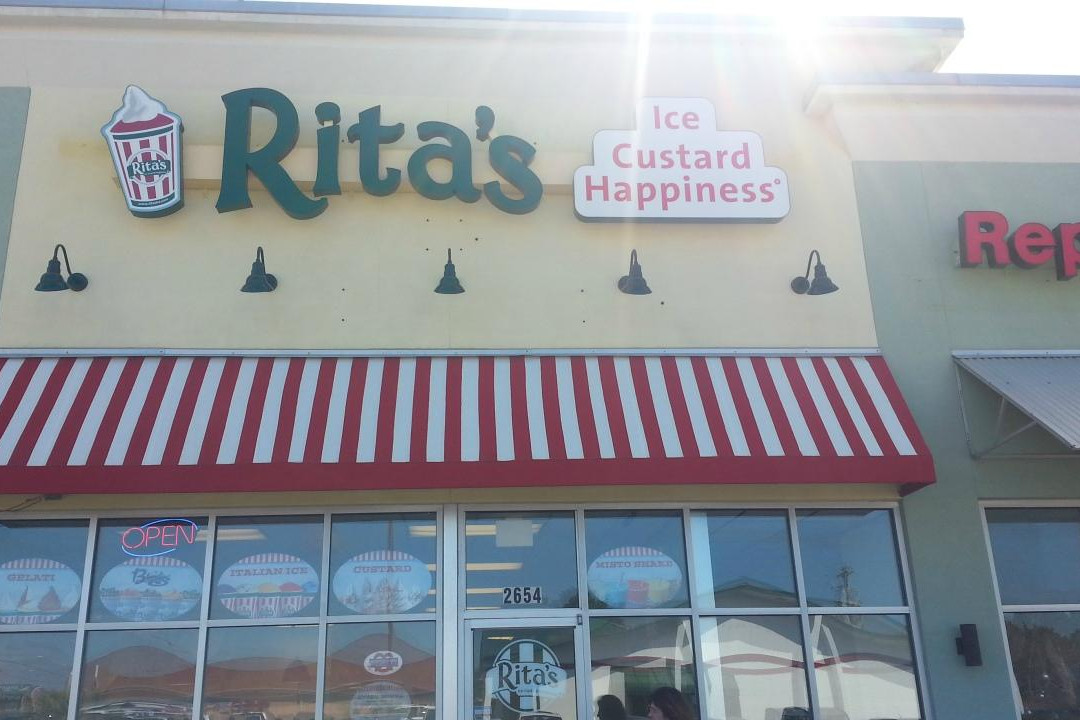 Rita's
Rita's
Ice
Custard
Happiness
Rep
OPEN
GELATI
ITALIAN ICE
CUSTARD
MISTO SHAKE
2654
Rita's